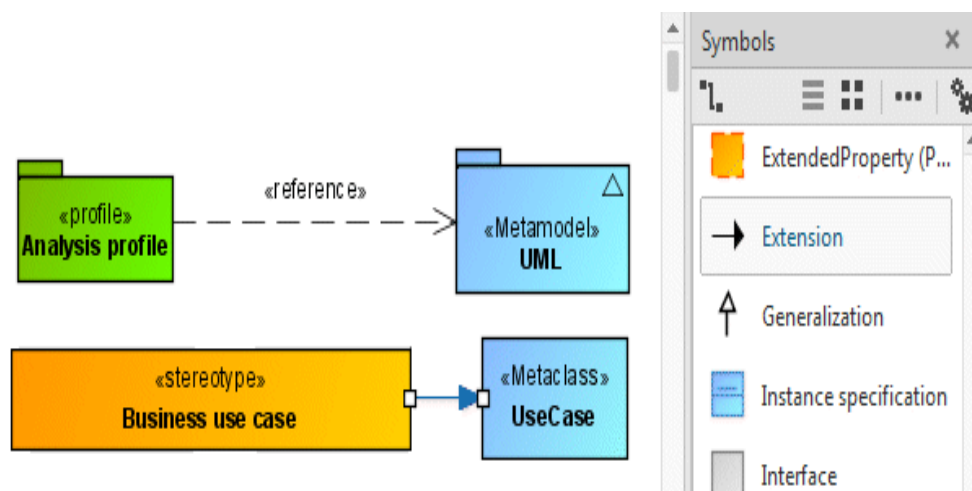 Symbols
ExtendedProperty (P...
Extension
Generalization
Instance specification
Interface
«profile»
Analysis profile
«reference»
«Metamodel»
UML
«stereotype»
Business use case
«Metaclass»
UseCase